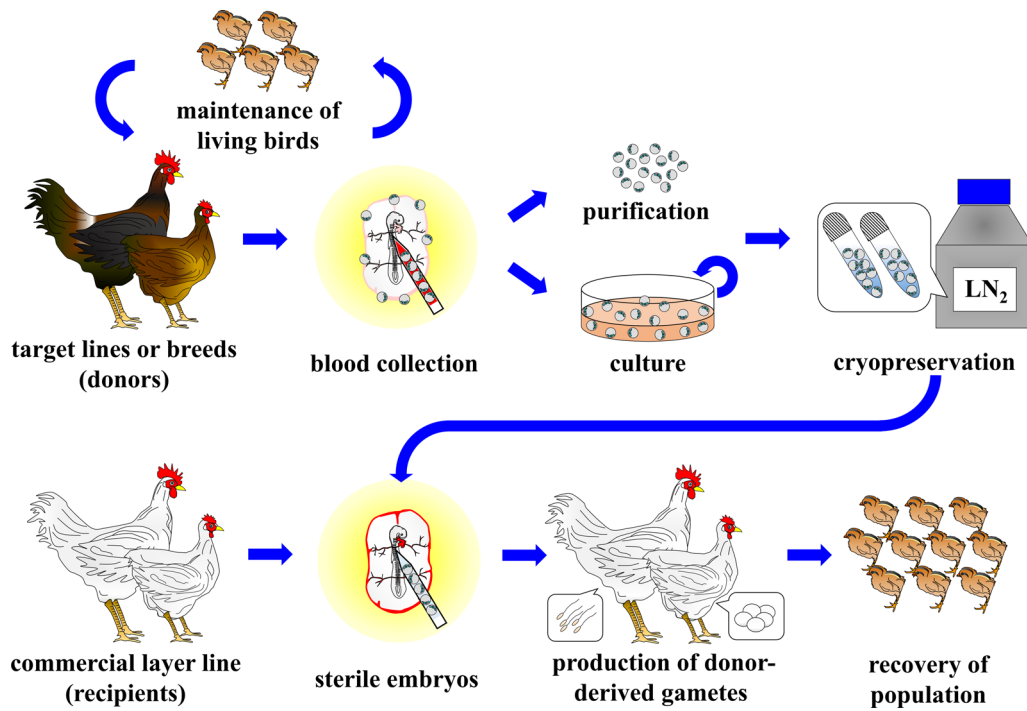 maintenance of
living birds
purification
LN₂
target lines or breeds
(donors)
blood collection
culture
cryopreservation
commercial layer line
(recipients)
sterile embryos
production of donor-
derived gametes
recovery of
population